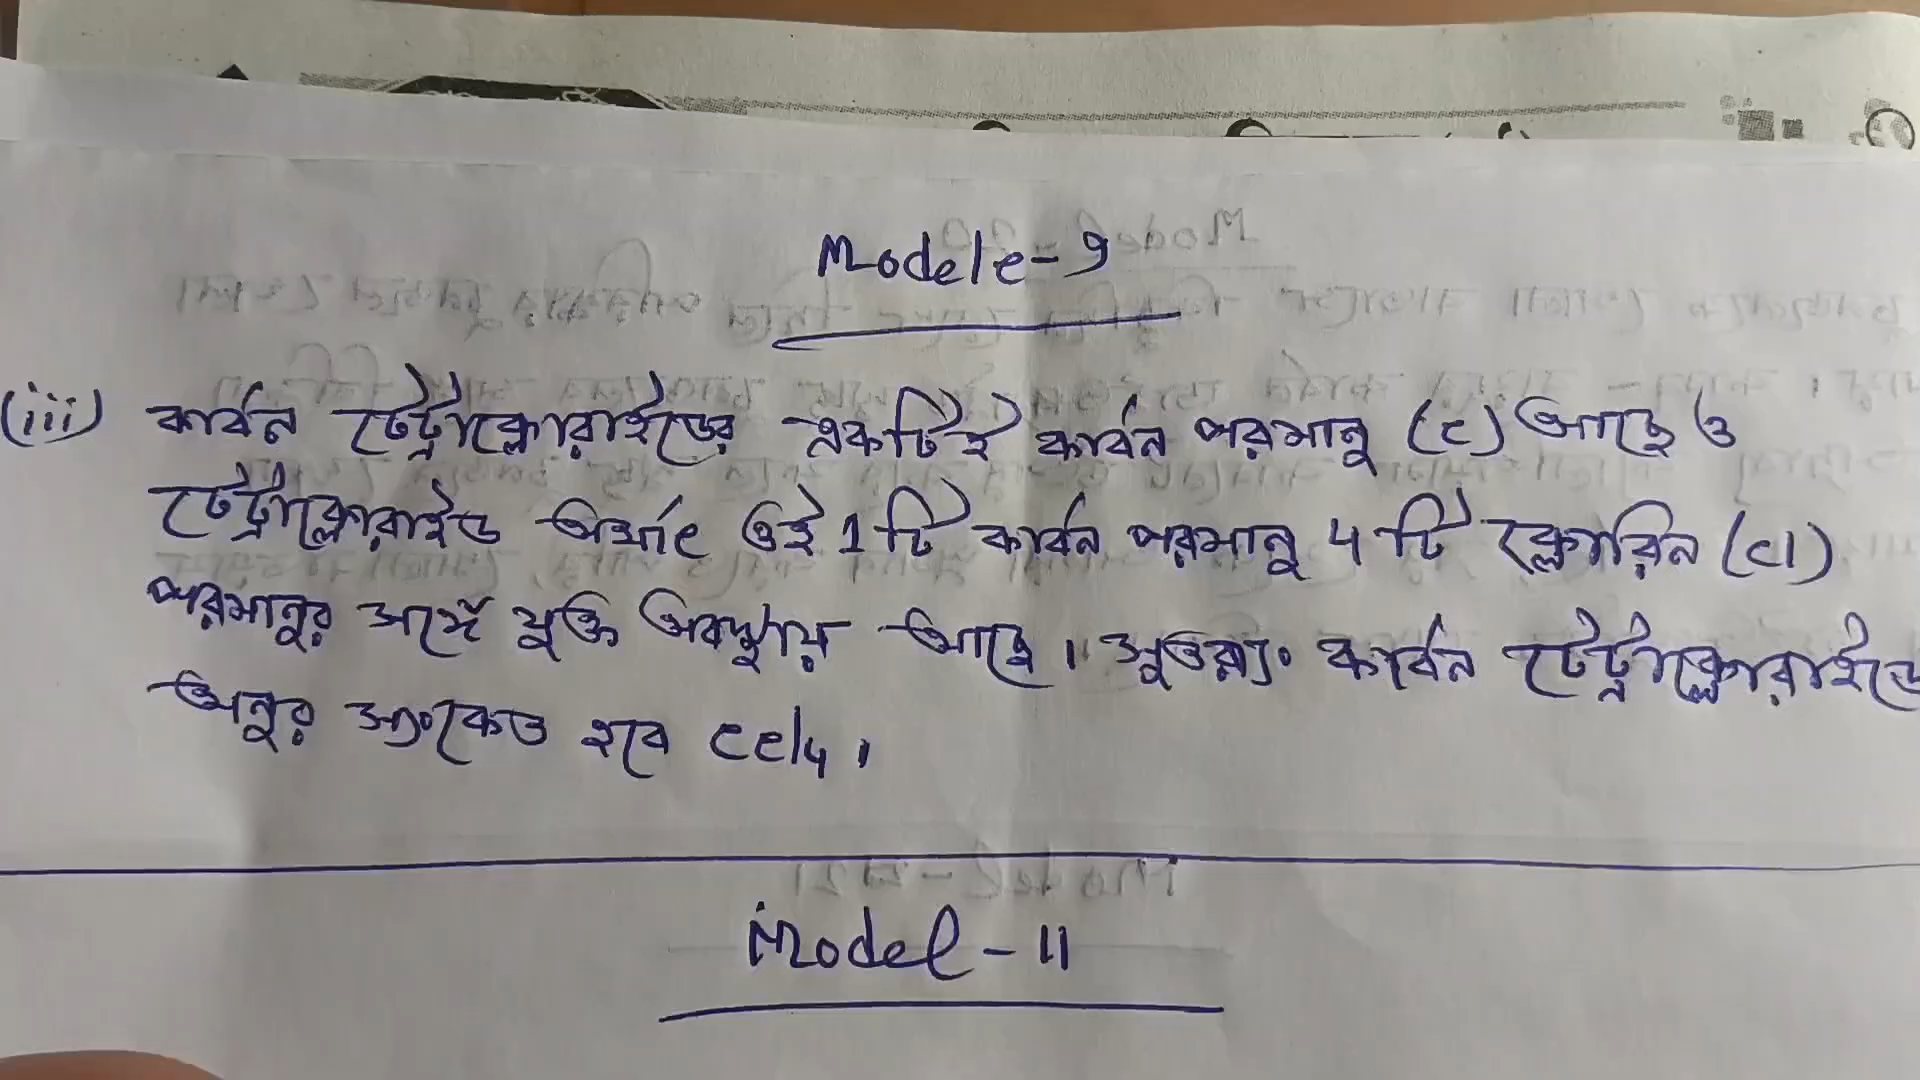 Modele-9
(iii) কার্বন টেট্রাক্লোরাইডের একটিই কার্বন পরমানু (c) আছে ও
টেট্রাক্লোরাইড অর্থাৎ ওই 1টি কার্বন পরমানু 4টি ক্লোরিন (cl)
পরমানুর সঙ্গে যুক্ত অবস্থায় আছে। সুতরাং কার্বন টেট্রাক্লোরাইডে
অনুর সংকেত হবে ccl4।
Model-11